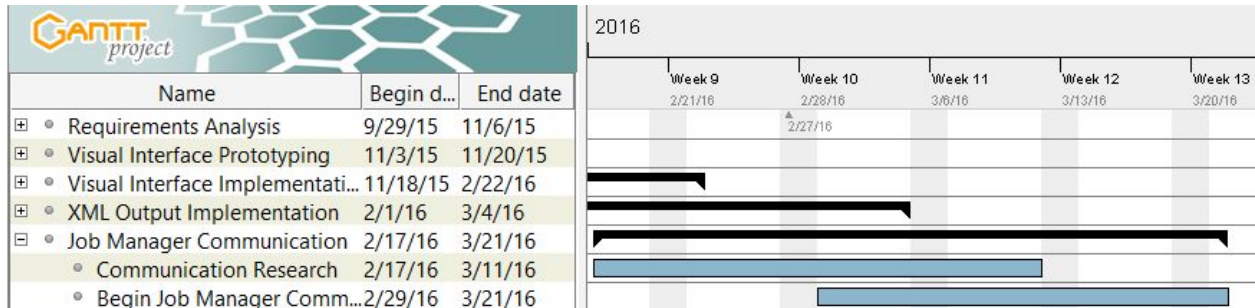 GANTT
project
2016
Week 9 Week 10 Week 11 Week 12 Week 13
2/21/16 2/28/16 3/6/16 3/13/16 3/20/16
2/27/16
Name Begin d... End date
Requirements Analysis 9/29/15 11/6/15
Visual Interface Prototyping 11/3/15 11/20/15
Visual Interface Implementati... 11/18/15 2/22/16
XML Output Implementation 2/1/16 3/4/16
Job Manager Communication 2/17/16 3/21/16
Communication Research 2/17/16 3/11/16
Begin Job Manager Comm... 2/29/16 3/21/16